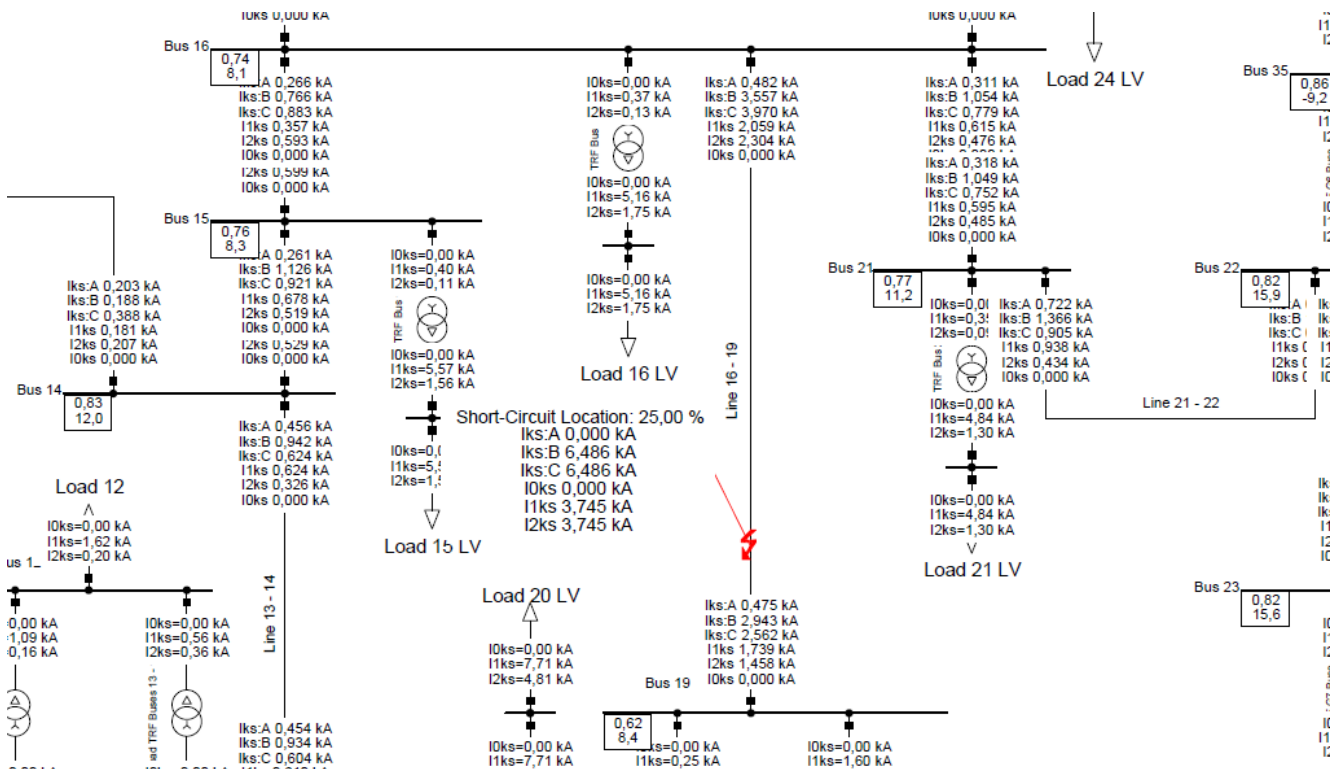 I0ks 0,000 kA
Bus 16
0,74
8,1
Iks:A 0,266 kA
Iks:B 0,766 kA
Iks:C 0,883 kA
I1ks 0,357 kA
I2ks 0,593 kA
I0ks 0,000 kA
I2ks 0,599 kA
I0ks 0,000 kA
Bus 15
0,76
8,3
Iks:A 0,261 kA
Iks:B 1,126 kA
Iks:C 0,921 kA
I1ks 0,678 kA
I2ks 0,519 kA
I0ks 0,000 kA
I2ks 0,529 kA
I0ks 0,000 kA
Iks:A 0,203 kA
Iks:B 0,188 kA
Iks:C 0,388 kA
I1ks 0,181 kA
I2ks 0,207 kA
I0ks 0,000 kA
Bus 14
0,83
12,0
Iks:A 0,456 kA
Iks:B 0,942 kA
Iks:C 0,624 kA
I1ks 0,624 kA
I2ks 0,326 kA
I0ks 0,000 kA
Line 13 - 14
Iks:A 0,454 kA
Iks:B 0,934 kA
Iks:C 0,604 kA
Load 12
I0ks=0,00 kA
I1ks=1,62 kA
I2ks=0,20 kA
=0,00 kA
=1,09 kA
=0,16 kA
I0ks=0,00 kA
I1ks=0,56 kA
I2ks=0,36 kA
TRF Buses 13 -
I0ks=0,00 kA
I1ks=0,40 kA
I2ks=0,11 kA
TRF Bus
I0ks=0,00 kA
I1ks=5,57 kA
I2ks=1,56 kA
Load 15 LV
I0ks=0,00 kA
I1ks=0,37 kA
I2ks=0,13 kA
TRF Bus
I0ks=0,00 kA
I1ks=5,16 kA
I2ks=1,75 kA
I0ks=0,00 kA
I1ks=5,16 kA
I2ks=1,75 kA
Load 16 LV
Short-Circuit Location: 25,00 %
Iks:A 0,000 kA
Iks:B 6,486 kA
Iks:C 6,486 kA
I0ks 0,000 kA
I1ks 3,745 kA
I2ks 3,745 kA
Iks:A 0,482 kA
Iks:B 3,557 kA
Iks:C 3,970 kA
I1ks 2,059 kA
I2ks 2,304 kA
I0ks 0,000 kA
Line 16 - 19
Iks:A 0,475 kA
Iks:B 2,943 kA
Iks:C 2,562 kA
I1ks 1,739 kA
I2ks 1,458 kA
I0ks 0,000 kA
Bus 19
0,62
8,4
I0ks=0,00 kA
I1ks=0,25 kA
I0ks=0,00 kA
I1ks=1,60 kA
Load 20 LV
I0ks=0,00 kA
I1ks=7,71 kA
I2ks=4,81 kA
I0ks=0,00 kA
I1ks=7,71 kA
I0ks 0,000 kA
Load 24 LV
Iks:A 0,311 kA
Iks:B 1,054 kA
Iks:C 0,779 kA
I1ks 0,615 kA
I2ks 0,476 kA
Iks:A 0,318 kA
Iks:B 1,049 kA
Iks:C 0,752 kA
I1ks 0,595 kA
I2ks 0,485 kA
I0ks 0,000 kA
Bus 21
0,77
11,2
Iks:A 0,722 kA
Iks:B 1,366 kA
Iks:C 0,905 kA
I1ks 0,938 kA
I2ks 0,434 kA
I0ks 0,000 kA
TRF Bus
I0ks=0,00 kA
I1ks=4,84 kA
I2ks=1,30 kA
I0ks=0,00 kA
I1ks=4,84 kA
I2ks=1,30 kA
Load 21 LV
Line 21 - 22
Bus 35
0,86
-9,2
Bus 22
0,82
15,9
Bus 23
0,82
15,6